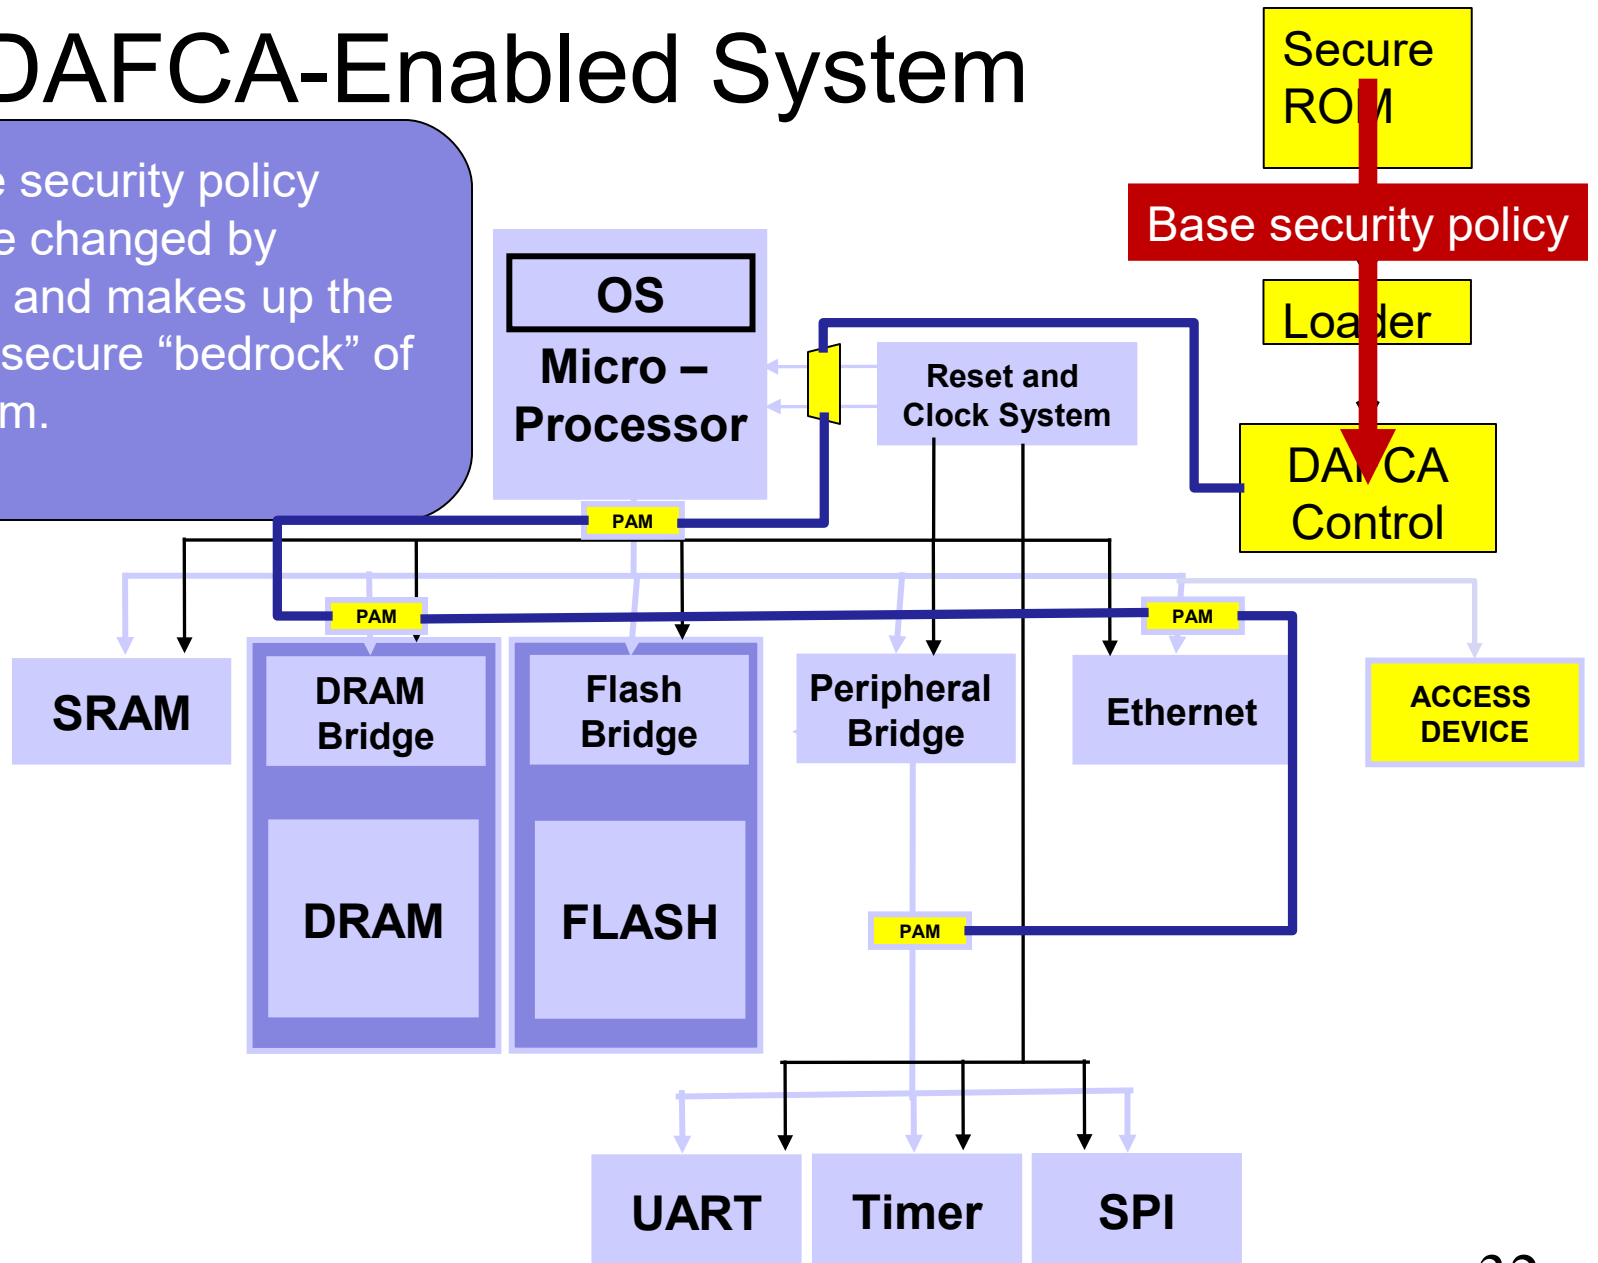 DAFCA-Enabled System
Secure
ROM
security policy
changed by
and makes up the
secure “bedrock” of
Base security policy
Loader
OS
Micro –
Processor
Reset and
Clock System
DAFCA
Control
PAM
PAM
PAM
SRAM
DRAM
Bridge
Flash
Bridge
Peripheral
Bridge
Ethernet
ACCESS
DEVICE
DRAM
FLASH
PAM
UART
Timer
SPI